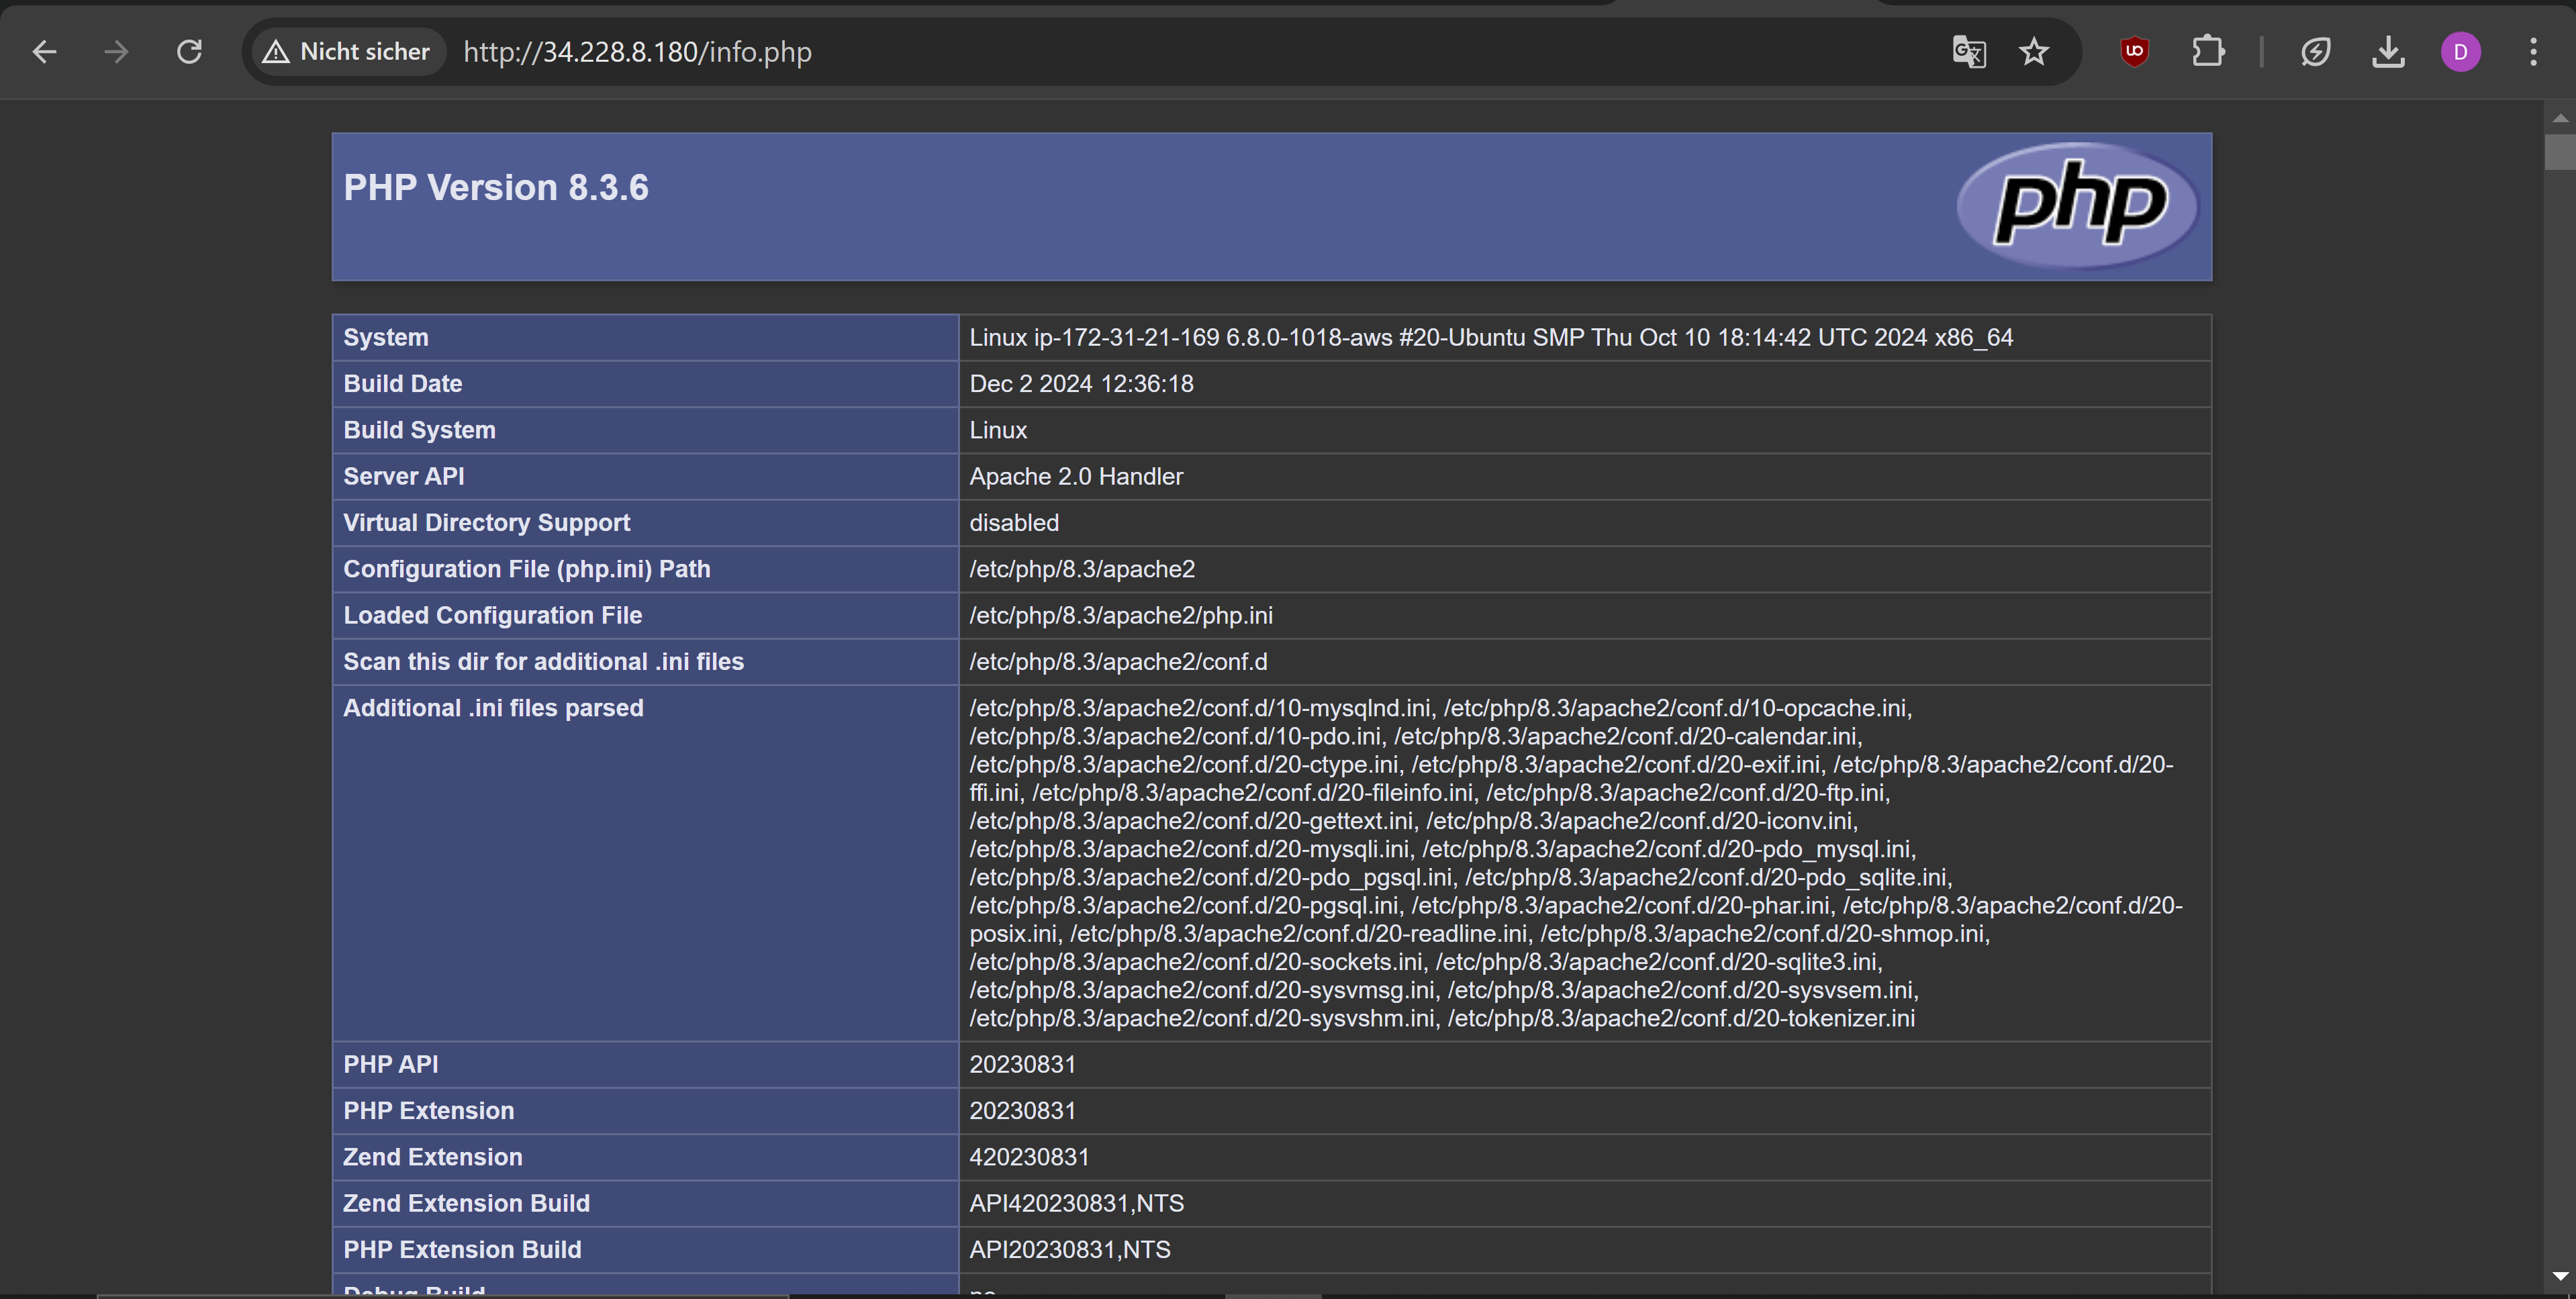 Nicht sicher http://34.228.8.180/info.php
D
PHP Version 8.3.6
php
System Linux ip-172-31-21-169 6.8.0-1018-aws #20-Ubuntu SMP Thu Oct 10 18:14:42 UTC 2024 x86_64
Build Date Dec 2 2024 12:36:18
Build System Linux
Server API Apache 2.0 Handler
Virtual Directory Support disabled
Configuration File (php.ini) Path /etc/php/8.3/apache2
Loaded Configuration File /etc/php/8.3/apache2/php.ini
Scan this dir for additional .ini files /etc/php/8.3/apache2/conf.d
Additional .ini files parsed /etc/php/8.3/apache2/conf.d/10-mysqlnd.ini, /etc/php/8.3/apache2/conf.d/10-opcache.ini,
/etc/php/8.3/apache2/conf.d/10-pdo.ini, /etc/php/8.3/apache2/conf.d/20-calendar.ini,
/etc/php/8.3/apache2/conf.d/20-ctype.ini, /etc/php/8.3/apache2/conf.d/20-exif.ini, /etc/php/8.3/apache2/conf.d/20-
ffi.ini, /etc/php/8.3/apache2/conf.d/20-fileinfo.ini, /etc/php/8.3/apache2/conf.d/20-ftp.ini,
/etc/php/8.3/apache2/conf.d/20-gettext.ini, /etc/php/8.3/apache2/conf.d/20-iconv.ini,
/etc/php/8.3/apache2/conf.d/20-mysqli.ini, /etc/php/8.3/apache2/conf.d/20-pdo_mysql.ini,
/etc/php/8.3/apache2/conf.d/20-pdo_pgsql.ini, /etc/php/8.3/apache2/conf.d/20-pdo_sqlite.ini,
/etc/php/8.3/apache2/conf.d/20-pgsql.ini, /etc/php/8.3/apache2/conf.d/20-phar.ini, /etc/php/8.3/apache2/conf.d/20-
posix.ini, /etc/php/8.3/apache2/conf.d/20-readline.ini, /etc/php/8.3/apache2/conf.d/20-shmop.ini,
/etc/php/8.3/apache2/conf.d/20-sockets.ini, /etc/php/8.3/apache2/conf.d/20-sqlite3.ini,
/etc/php/8.3/apache2/conf.d/20-sysvmsg.ini, /etc/php/8.3/apache2/conf.d/20-sysvsem.ini,
/etc/php/8.3/apache2/conf.d/20-sysvshm.ini, /etc/php/8.3/apache2/conf.d/20-tokenizer.ini
PHP API 20230831
PHP Extension 20230831
Zend Extension 420230831
Zend Extension Build API420230831,NTS
PHP Extension Build API20230831,NTS
Debug Build no